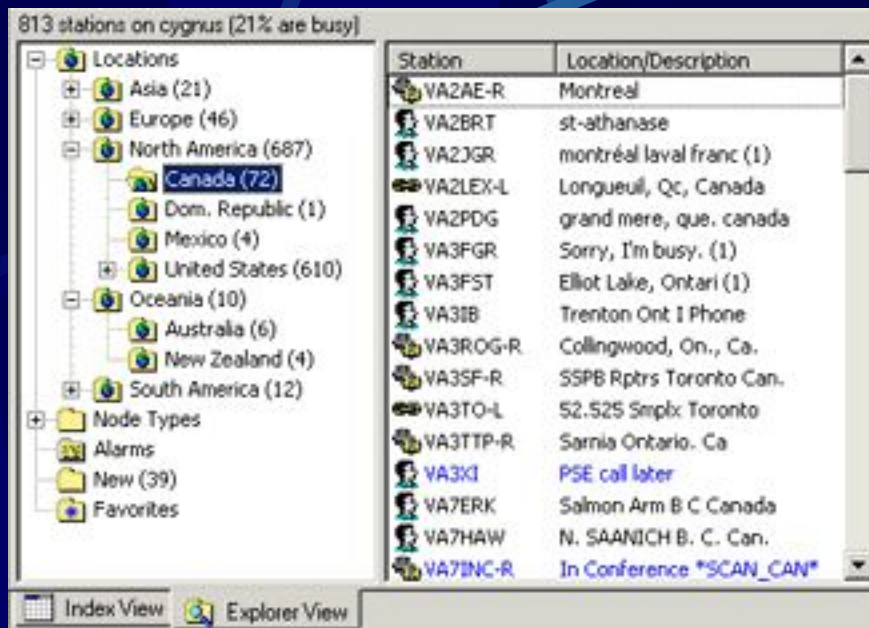 813 stations on cygnus (21% are busy)
Locations
Asia (21)
Europe (46)
North America (687)
Canada (72)
Dom. Republic (1)
Mexico (4)
United States (610)
Oceania (10)
Australia (6)
New Zealand (4)
South America (12)
Node Types
Alarms
New (39)
Favorites
Station Location/Description
VA2AE-R Montreal
VA2BRT st-athanase
VA2JGR montréal laval franc (1)
VA2LEX-L Longueuil, Qc, Canada
VA2PDG grand mere, que. canada
VA3FGR Sorry, I'm busy. (1)
VA3FST Elliot Lake, Ontari (1)
VA3IB Trenton Ont I Phone
VA3ROG-R Collingwood, On., Ca.
VA3SF-R SSPB Rptrs Toronto Can.
VA3TO-L 52.525 Smplx Toronto
VA3TTP-R Sarnia Ontario. Ca
VA3XI PSE call later
VA7ERK Salmon Arm B C Canada
VA7HAW N. SAANICH B. C. Can.
VA7INC-R In Conference *SCAN_CAN*
Index View Explorer View